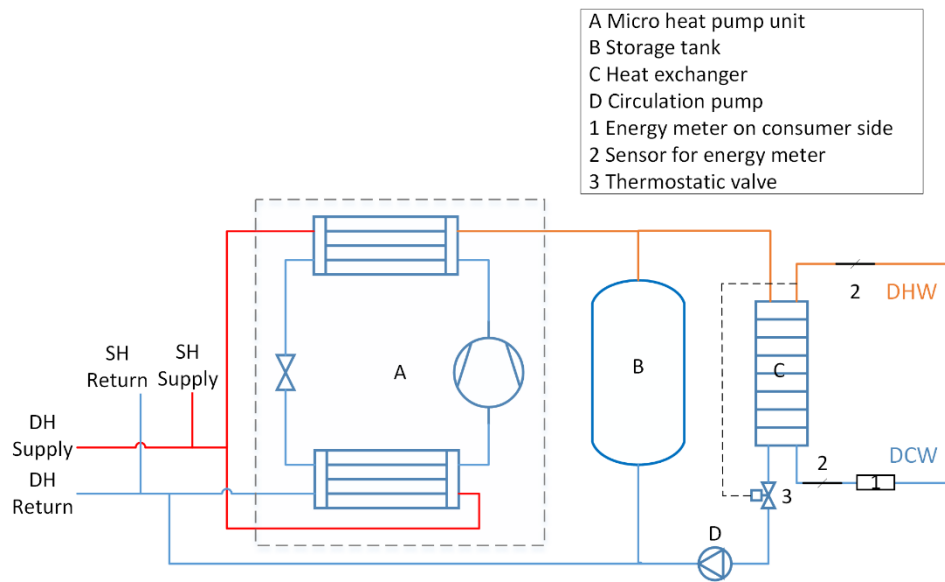 A Micro heat pump unit
B Storage tank
C Heat exchanger
D Circulation pump
1 Energy meter on consumer side
2 Sensor for energy meter
3 Thermostatic valve
2
DHW
SH
Return
SH
Supply
A
B
C
DH
Supply
DH
Return
2
1
DCW
3
D